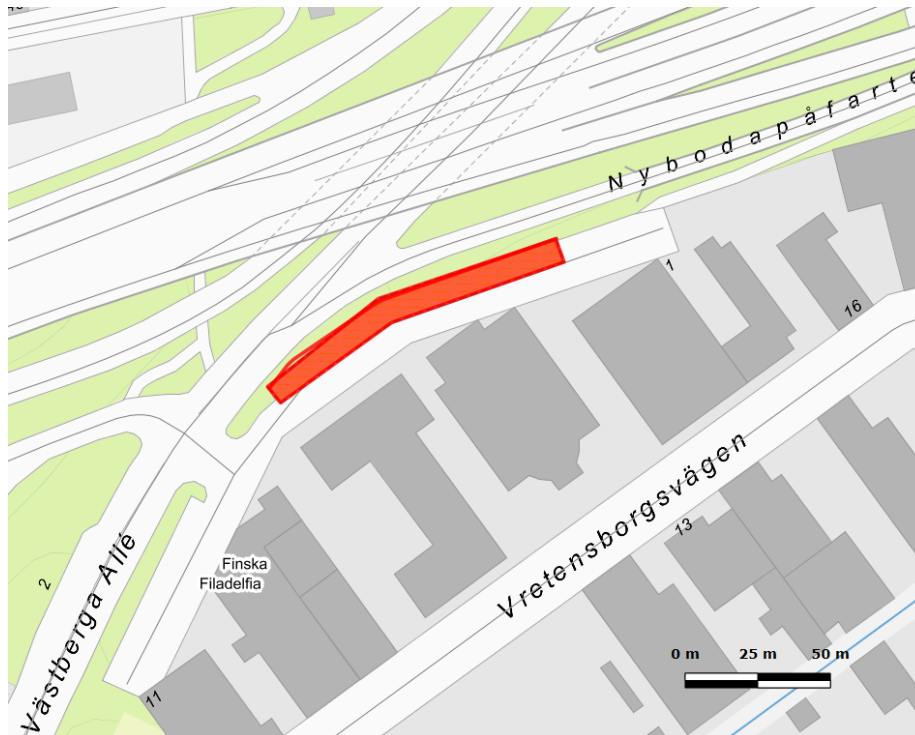 Nybodapåfarte
1
16
Vretensborgsvägen
13
Finska
Filadelfia
2
Västberga Allé
11
0 m 25 m 50 m